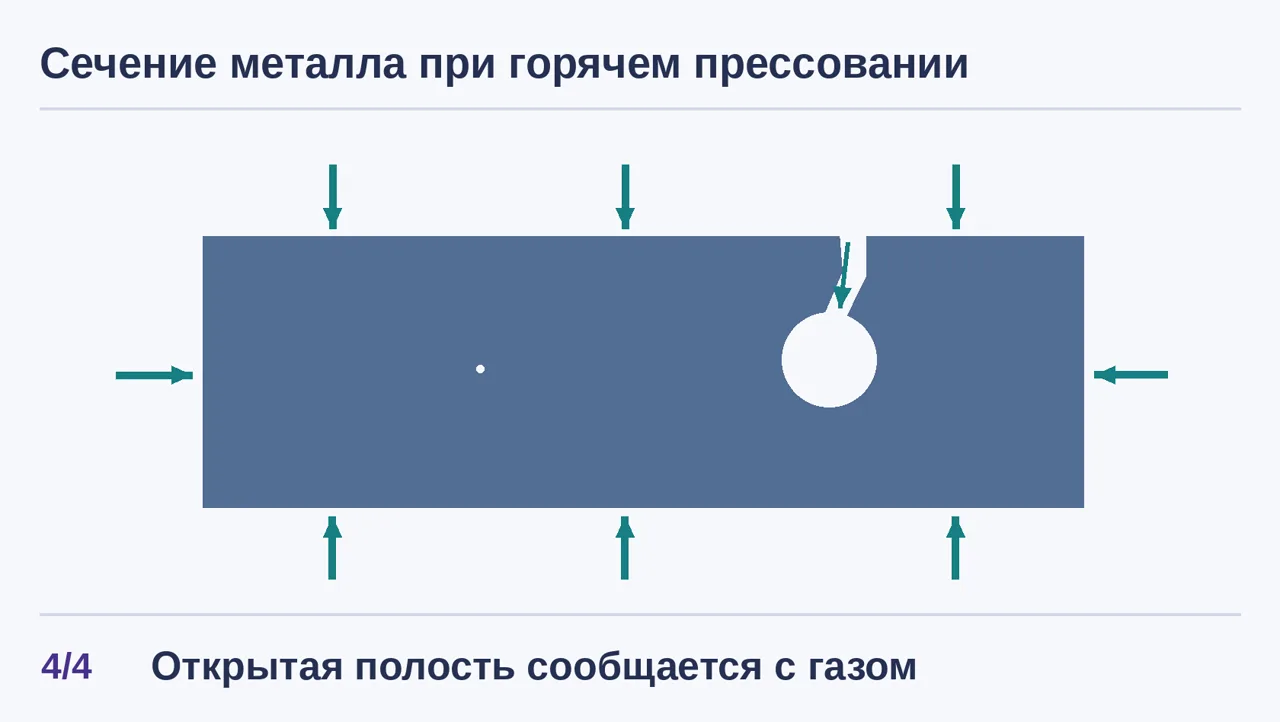 Сечение металла при горячем прессовании
4/4 Открытая полость сообщается с газом